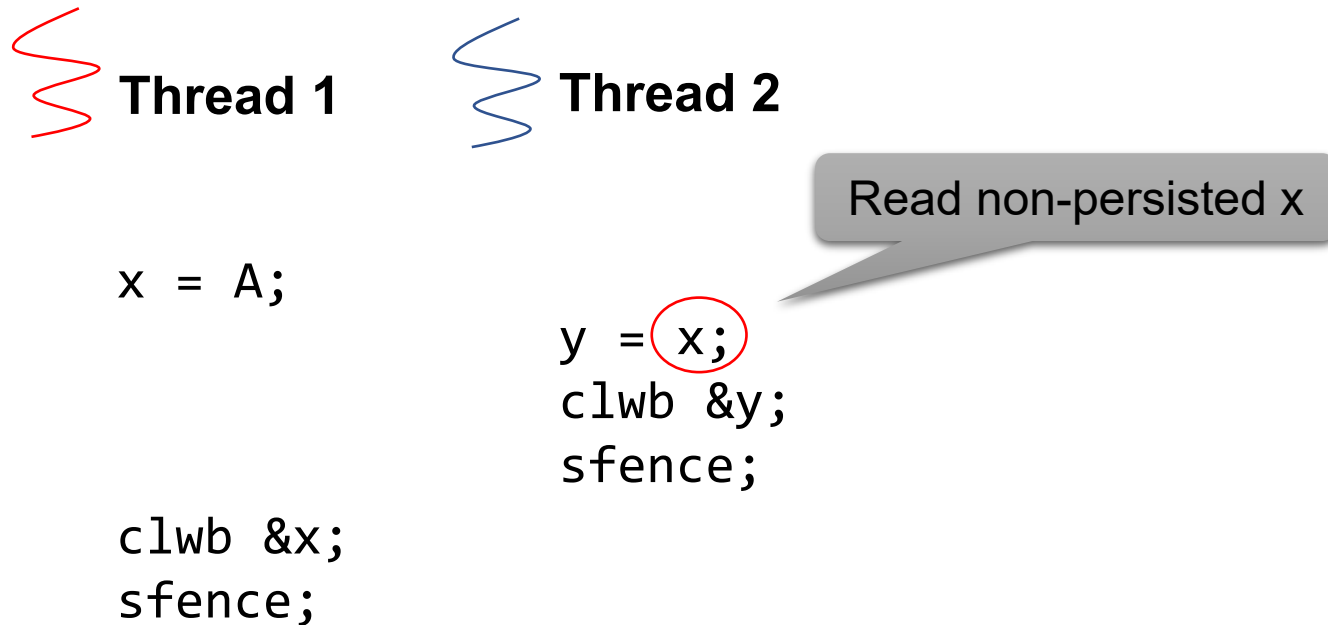 Thread 1
Thread 2
Read non-persisted x
x = A;
y = x;
clwb &y;
sfence;
clwb &x;
sfence;